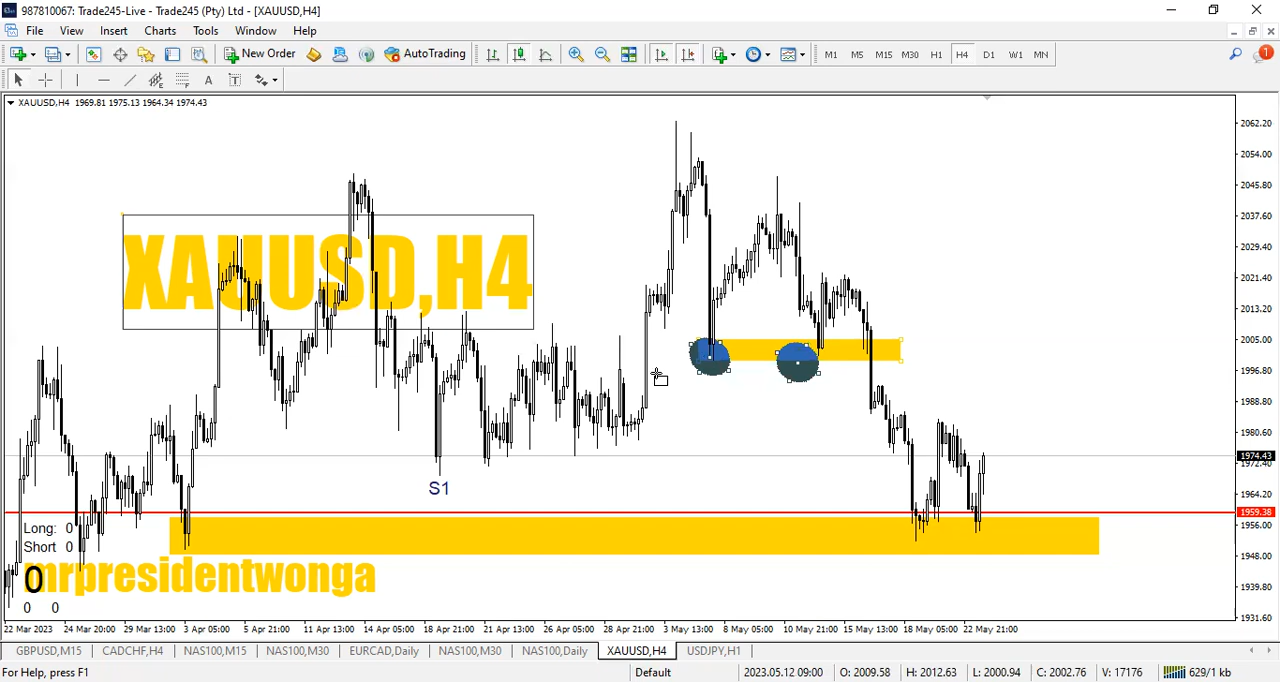 987810067: Trade245-Live - Trade245 (Pty) Ltd - [XAUUSD,H4]
File View Insert Charts Tools Window Help
New Order AutoTrading M1 M5 M15 M30 H1 H4 D1 W1 MN 1
A T
XAUUSD,H4 1969.81 1975.13 1964.34 1974.43
2062.20
2054.00
2045.80
2037.60
2029.40
2021.40
2013.20
2005.00
1996.80
1988.80
1980.60
1974.43
1972.40
1964.20
1959.38
1956.00
1948.00
1939.80
1931.60
XAUUSD,H4
S1
Long: 0
Short 0
0
mrpresidentwonga
0 0
22 Mar 2023 24 Mar 20:00 29 Mar 13:00 3 Apr 05:00 5 Apr 21:00 11 Apr 13:00 14 Apr 05:00 18 Apr 21:00 21 Apr 13:00 26 Apr 05:00 28 Apr 21:00 3 May 13:00 8 May 05:00 10 May 21:00 15 May 13:00 18 May 05:00 22 May 21:00
GBPUSD,M15 CADCHF,H4 NAS100,M15 NAS100,M30 EURCAD,Daily NAS100,M30 NAS100,Daily XAUUSD,H4 USDJPY,H1
For Help, press F1 Default 2023.05.12 09:00 O: 2009.58 H: 2012.63 L: 2000.94 C: 2002.76 V: 17176 629/1 kb